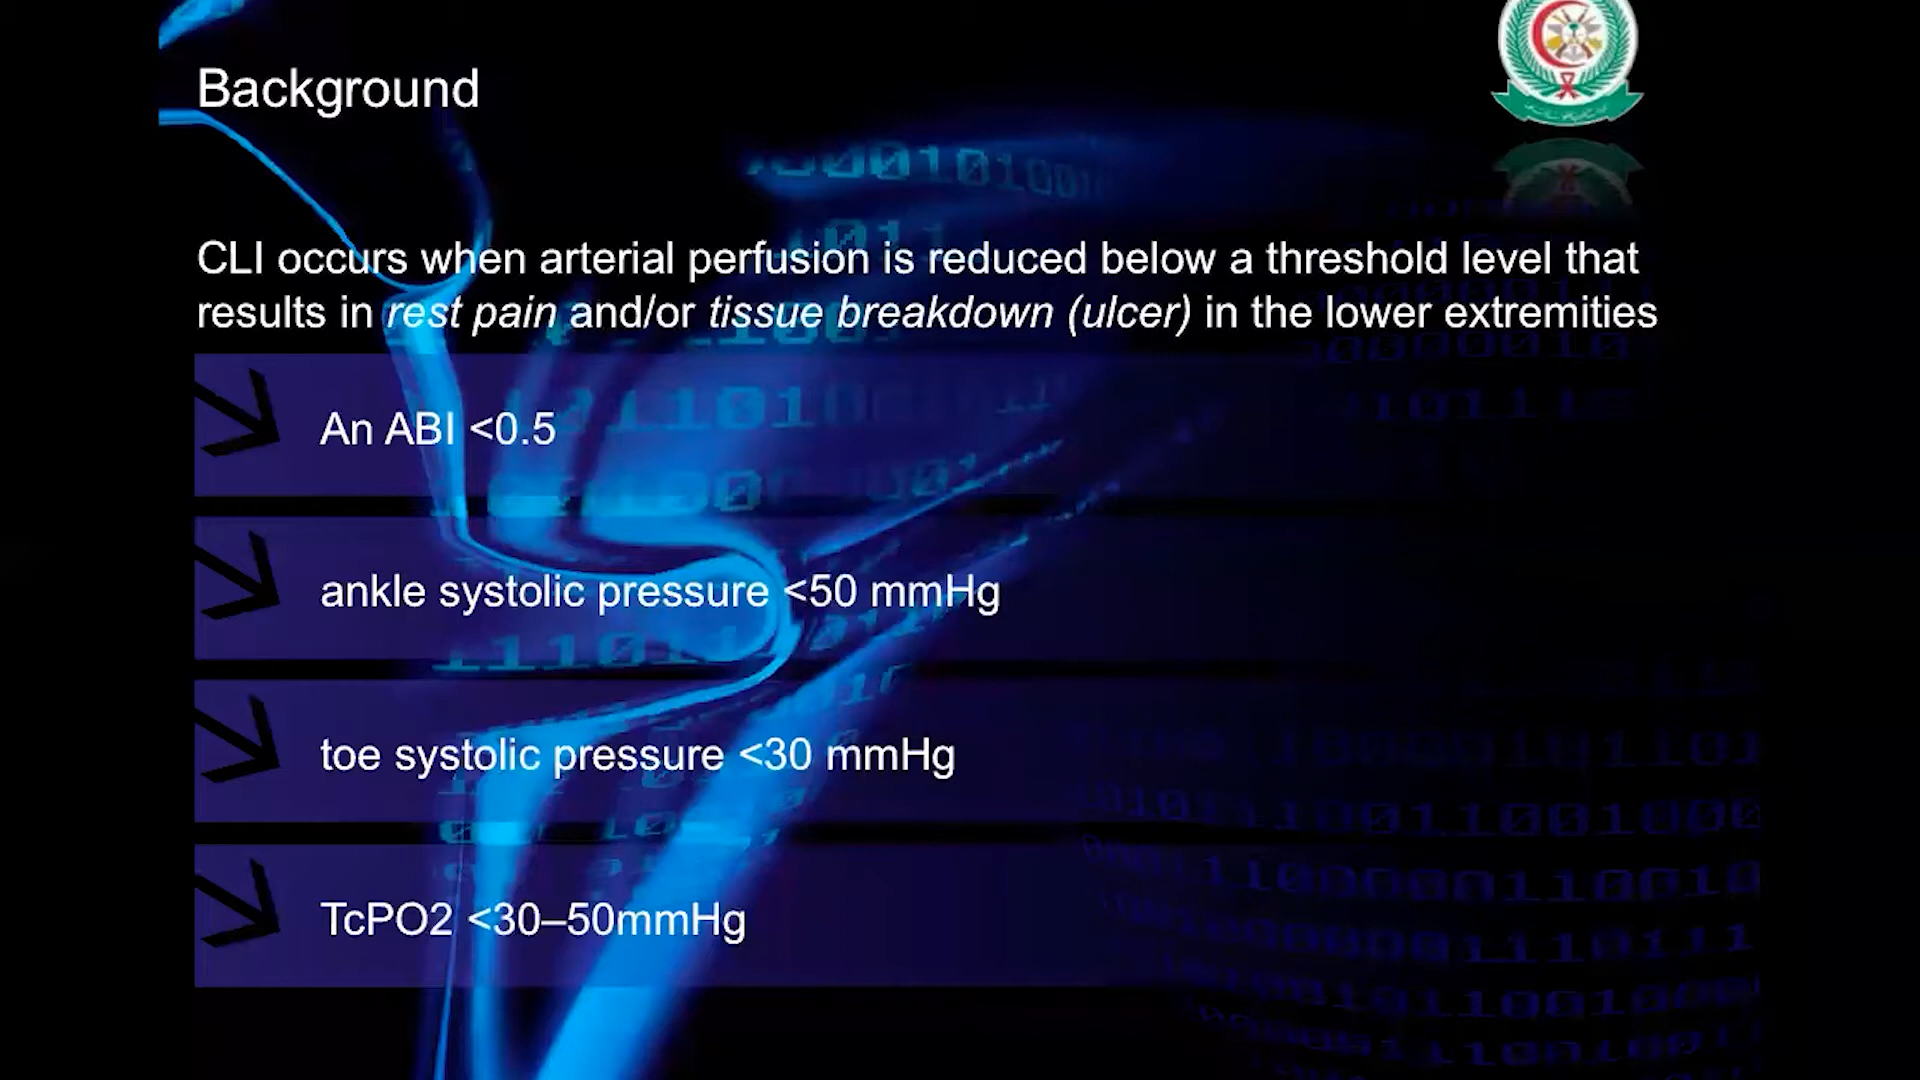 Background
CLI occurs when arterial perfusion is reduced below a threshold level that
results in rest pain and/or tissue breakdown (ulcer) in the lower extremities
An ABI <0.5
ankle systolic pressure <50 mmHg
toe systolic pressure <30 mmHg
TcPO2 <30–50mmHg